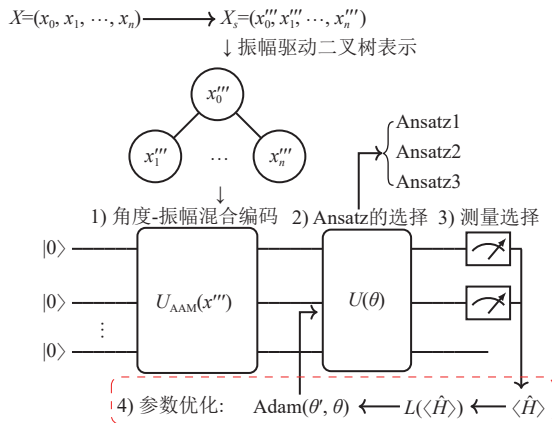 X=(x₀, x₁, …, xₙ) → Xₛ=(x₀''', x₁''', …, xₙ''')
↓振幅驱动二叉树表示
x₀'''
x₁''' … xₙ'''
Ansatz1
Ansatz2
Ansatz3
1) 角度-振幅混合编码 2) Ansatz的选择 3) 测量选择
|0⟩
|0⟩ U_AAM(x''') U(θ)
⋮
|0⟩
4) 参数优化: Adam(θ', θ) ← L(⟨Ĥ⟩) ← ⟨Ĥ⟩